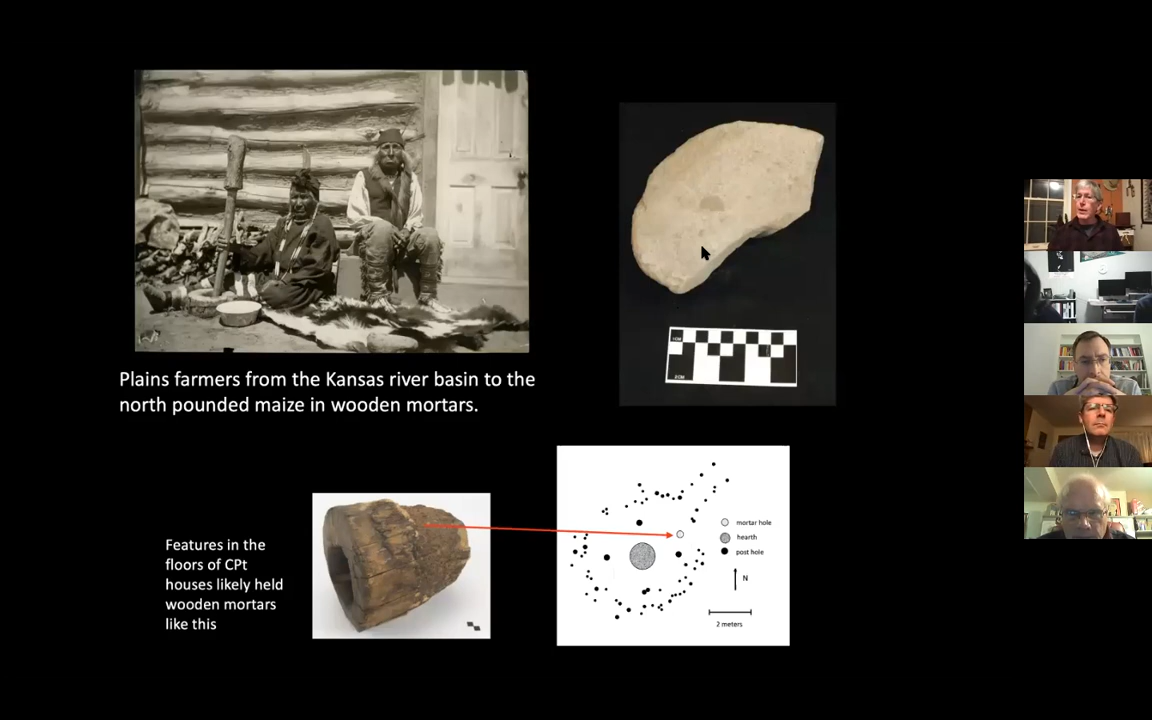 Plains farmers from the Kansas river basin to the
north pounded maize in wooden mortars.
Features in the
floors of CPt
houses likely held
wooden mortars
like this
mortar hole
hearth
post hole
N
2 meters